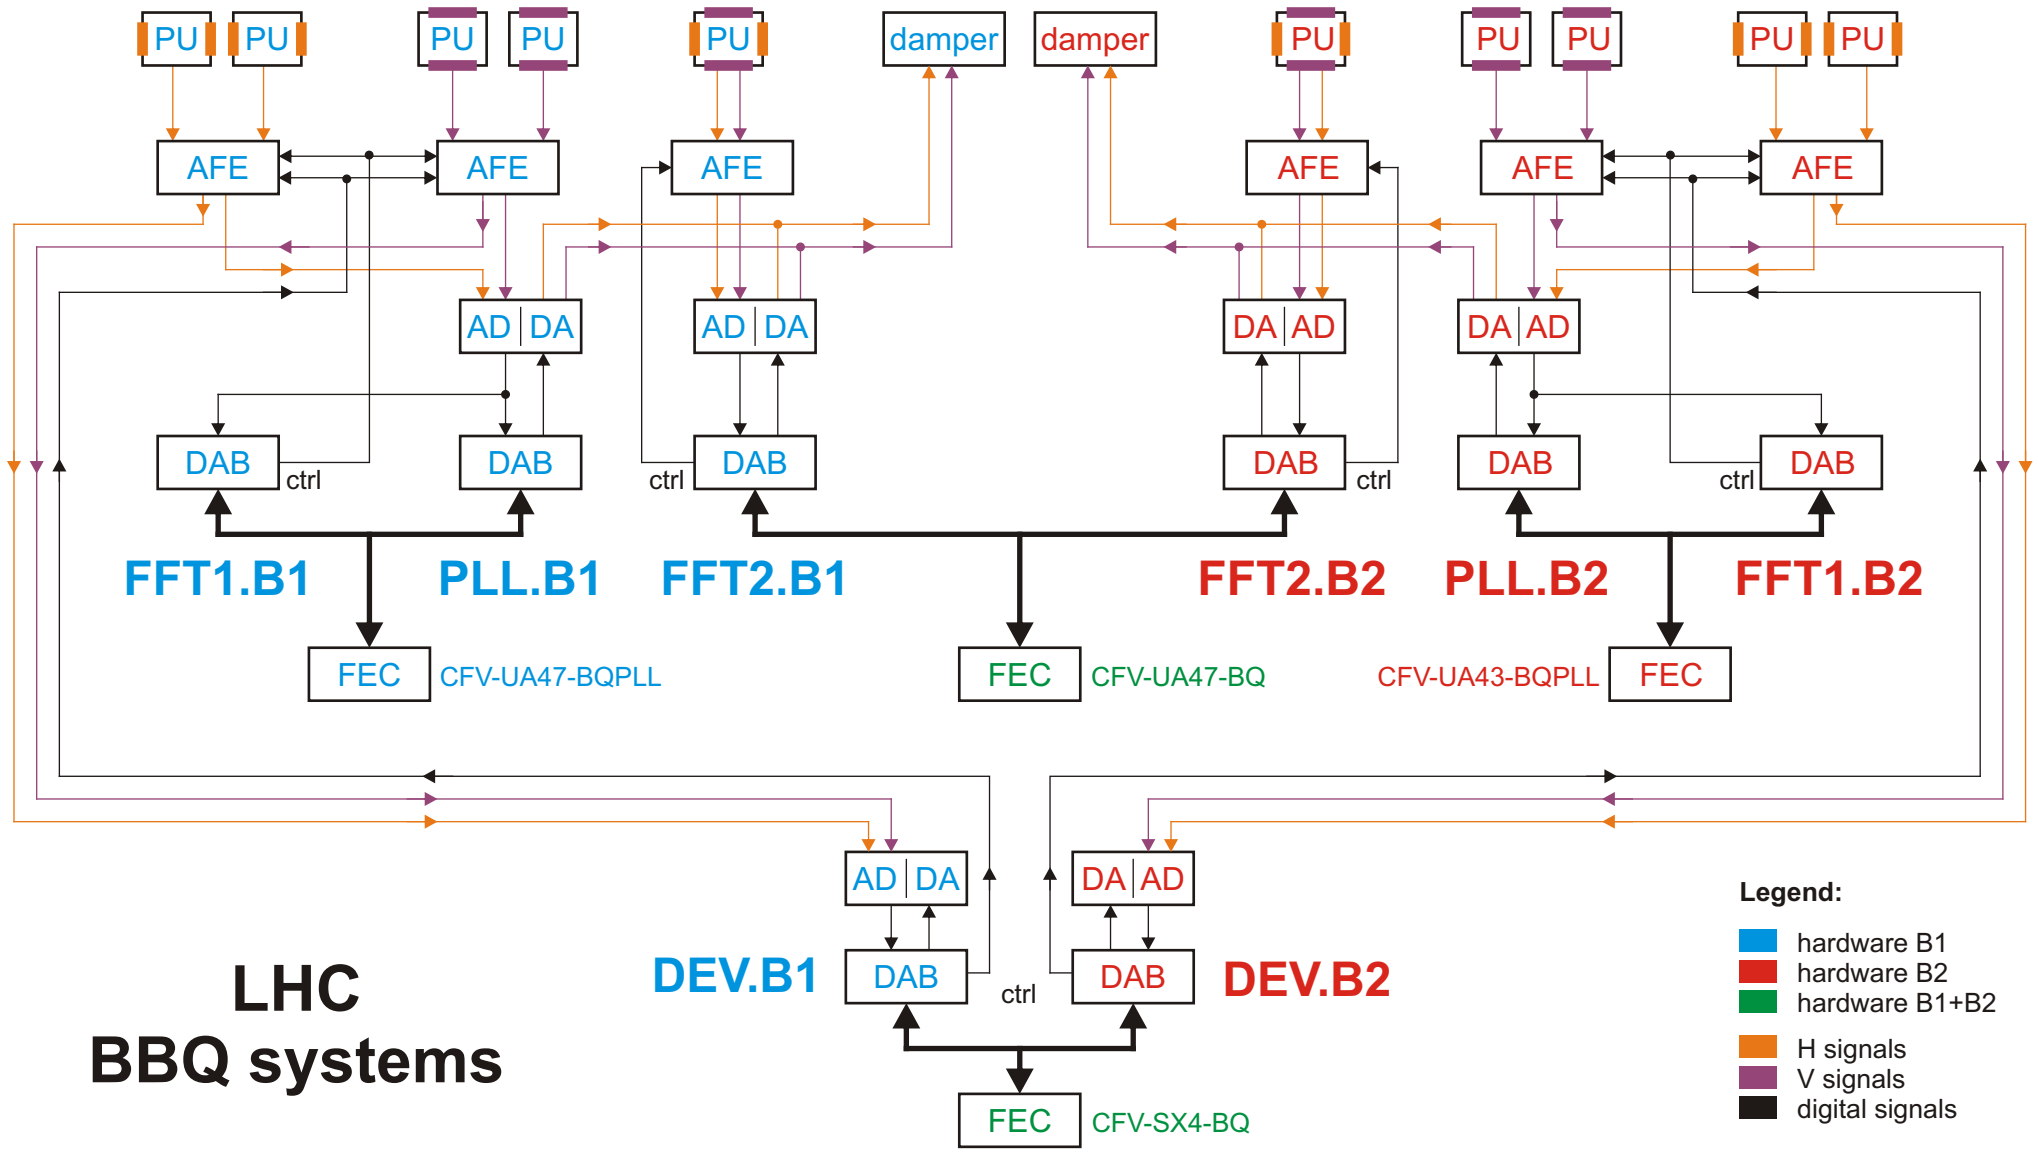 PU PU PU PU PU damper damper PU PU PU PU PU
AFE AFE AFE AFE AFE AFE
AD DA AD DA DA AD DA AD
DAB DAB DAB DAB DAB DAB
ctrl ctrl ctrl ctrl
FFT1.B1 PLL.B1 FFT2.B1 FFT2.B2 PLL.B2 FFT1.B2
FEC CFV-UA47-BQPLL FEC CFV-UA47-BQ CFV-UA43-BQPLL FEC
AD DA DA AD
DEV.B1 DAB DAB DEV.B2
ctrl
FEC CFV-SX4-BQ
LHC
BBQ systems
Legend:
hardware B1
hardware B2
hardware B1+B2
H signals
V signals
digital signals